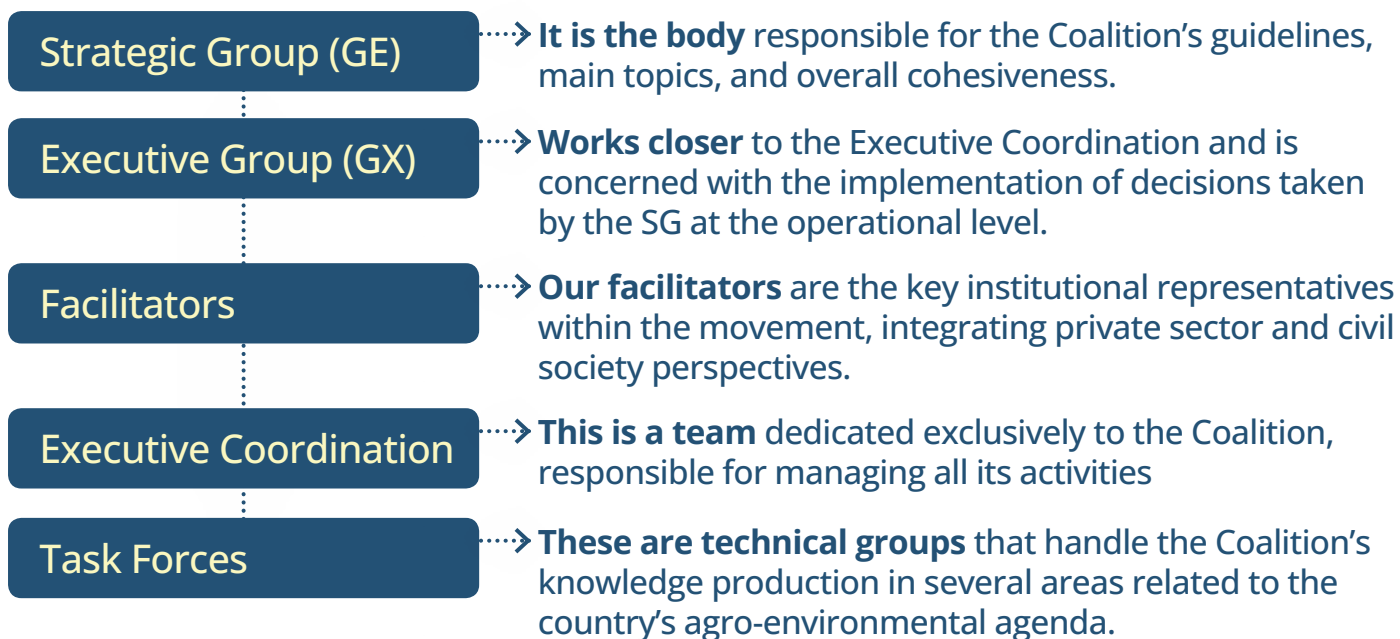 Strategic Group (GE)
It is the body responsible for the Coalition's guidelines,
main topics, and overall cohesiveness.
Executive Group (GX)
Works closer to the Executive Coordination and is
concerned with the implementation of decisions taken
by the SG at the operational level.
Facilitators
Our facilitators are the key institutional representatives
within the movement, integrating private sector and civil
society perspectives.
Executive Coordination
This is a team dedicated exclusively to the Coalition,
responsible for managing all its activities
Task Forces
These are technical groups that handle the Coalition's
knowledge production in several areas related to the
country's agro-environmental agenda.